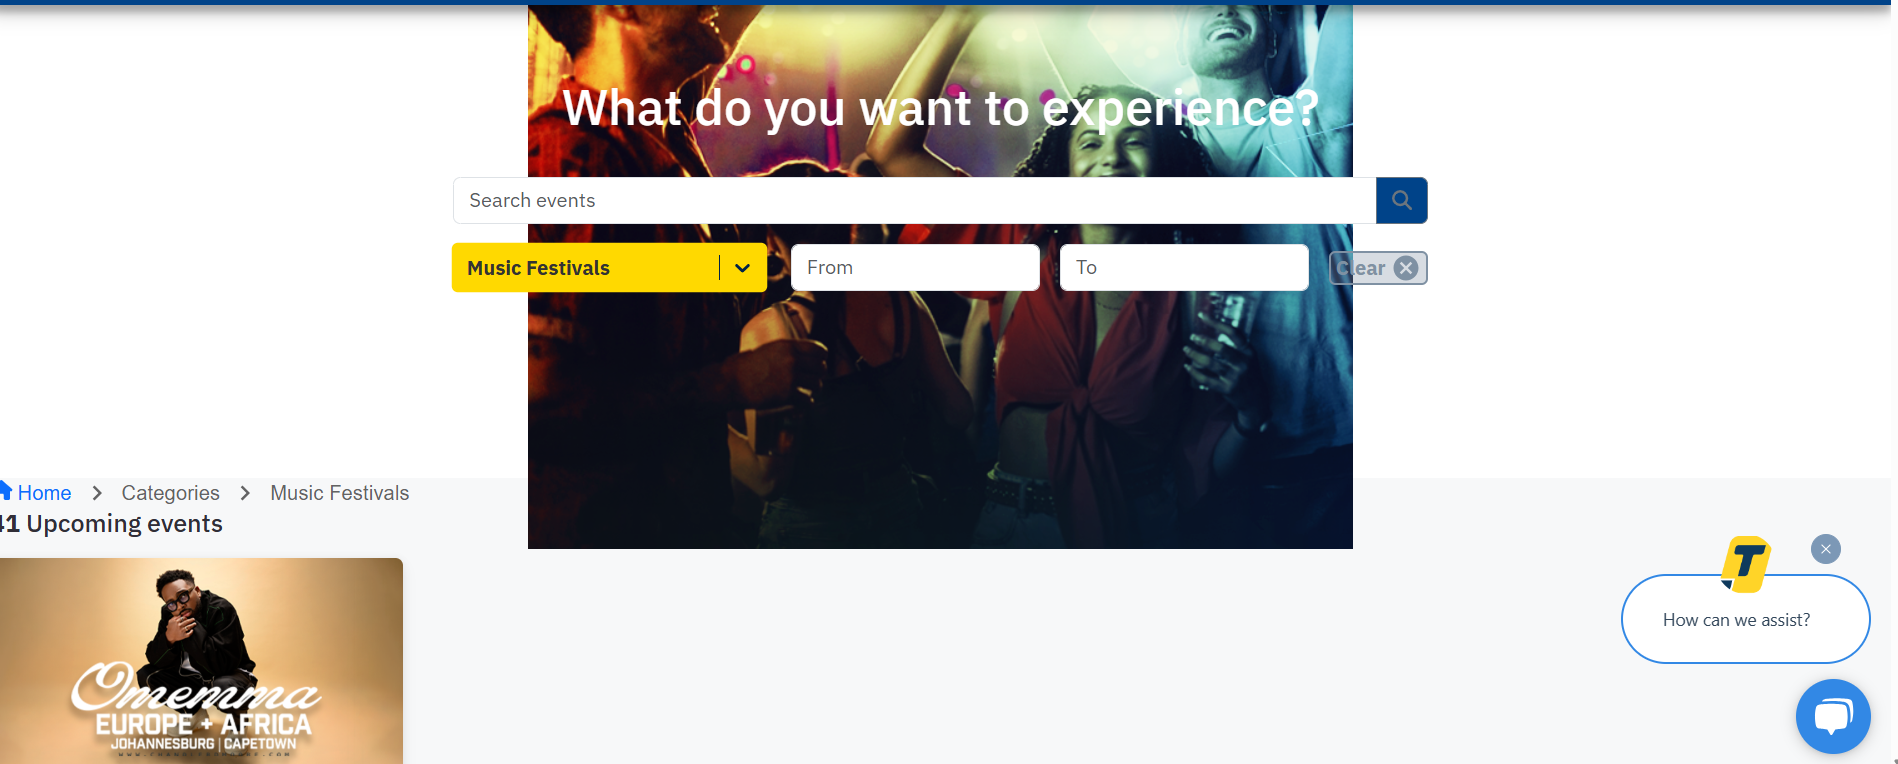 What do you want to experience?
Search events
Music Festivals
From
To
Clear
Home > Categories > Music Festivals
41 Upcoming events
Omemma
EUROPE + AFRICA
JOHANNESBURG | CAPETOWN
T
How can we assist?